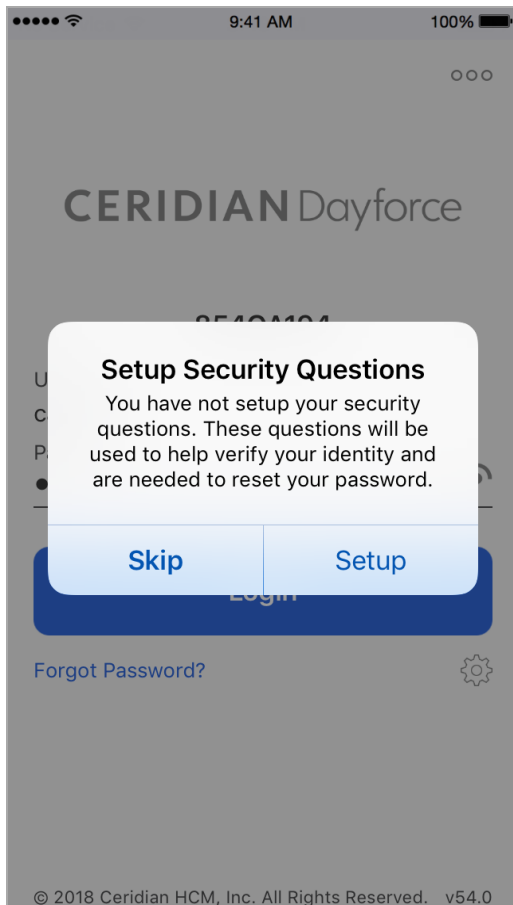 9:41 AM 100%
CERIDIAN Dayforce
Setup Security Questions
You have not setup your security
questions. These questions will be
used to help verify your identity and
are needed to reset your password.
Skip Setup
Login
Forgot Password?
© 2018 Ceridian HCM, Inc. All Rights Reserved. v54.0